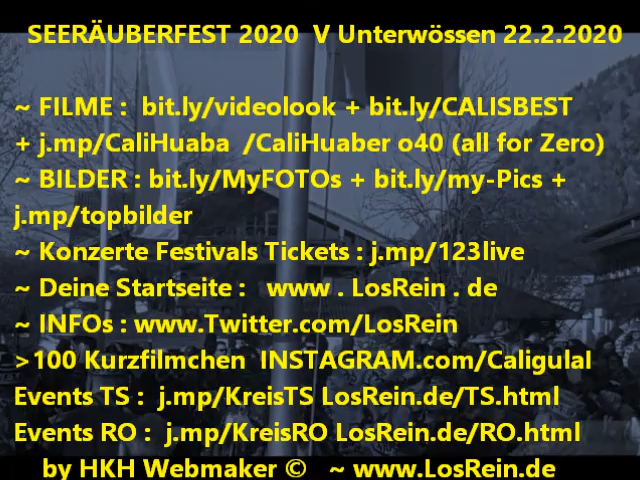 SEERÄUBERFEST 2020 V Unterwössen 22.2.2020
~ FILME : bit.ly/videolook + bit.ly/CALISBEST
+ j.mp/CaliHuaba /CaliHuaber o40 (all for Zero)
~ BILDER : bit.ly/MyFOTOs + bit.ly/my-Pics +
j.mp/topbilder
~ Konzerte Festivals Tickets : j.mp/123live
~ Deine Startseite : www . LosRein . de
~ INFOs : www.Twitter.com/LosRein
>100 Kurzfilmchen INSTAGRAM.com/CaligulaI
Events TS : j.mp/KreisTS LosRein.de/TS.html
Events RO : j.mp/KreisRO LosRein.de/RO.html
by HKH Webmaker © ~ www.LosRein.de